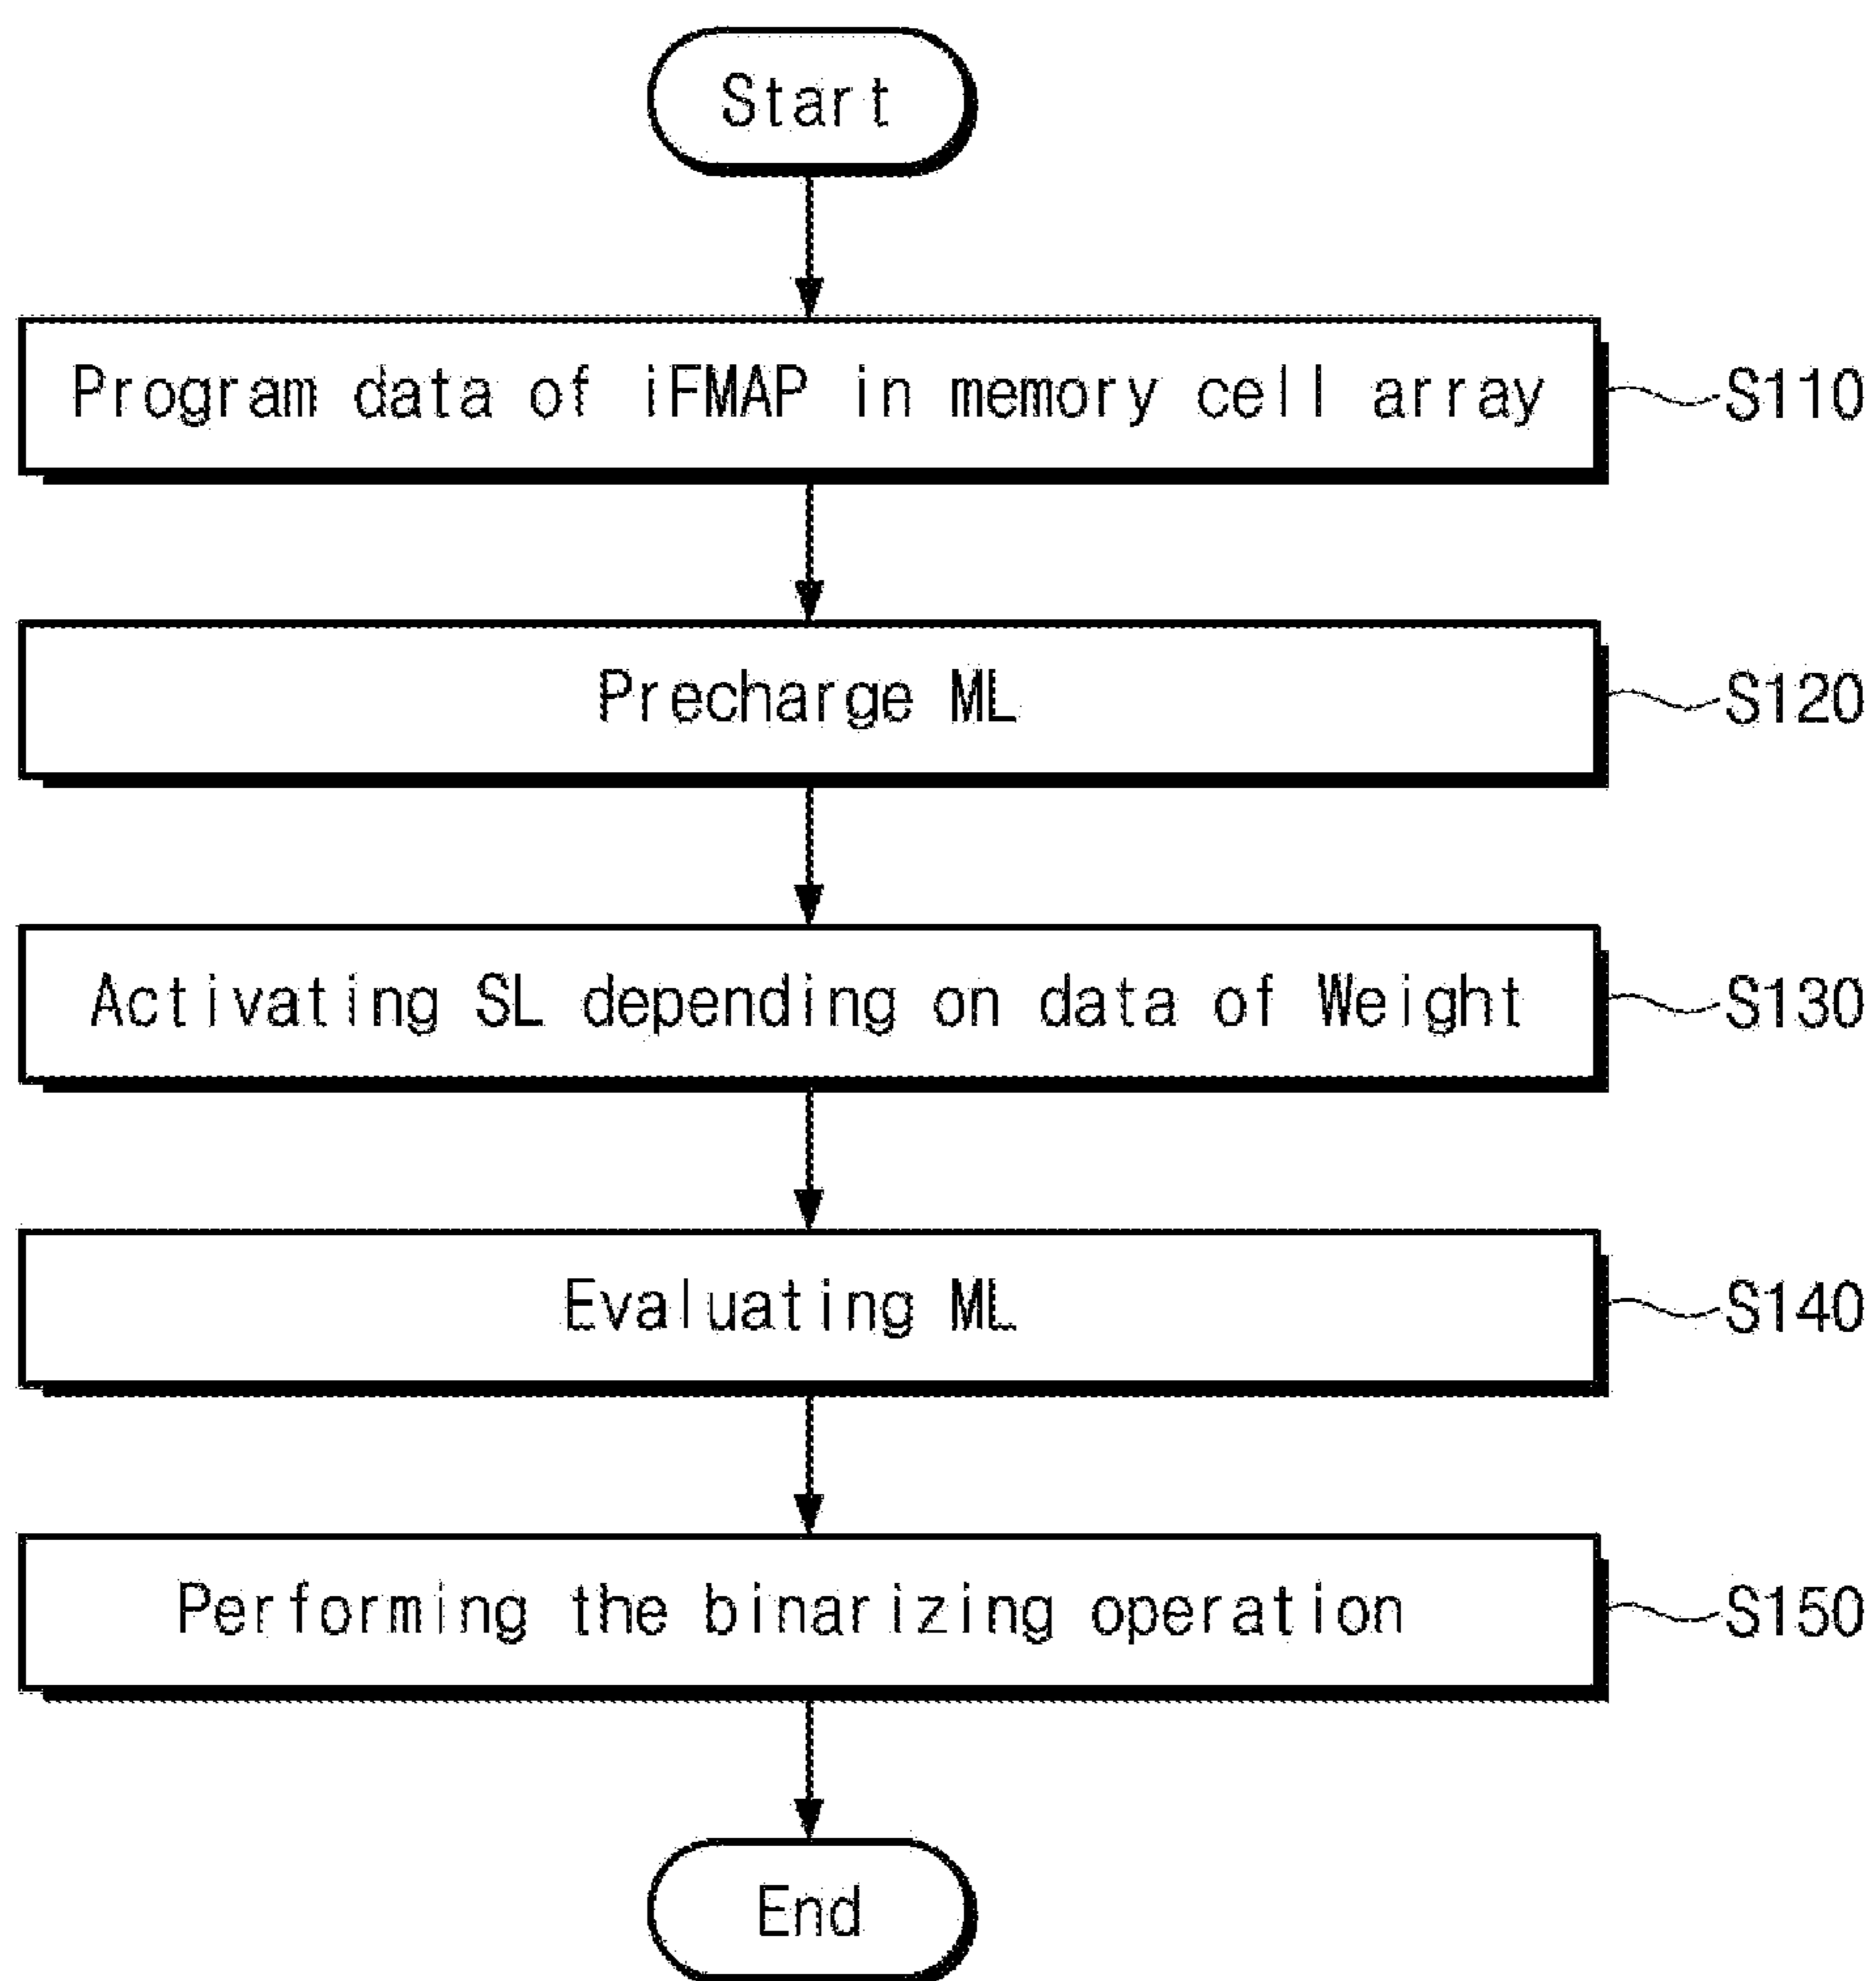 Start
Program data of iFMAP in memory cell array
S110
Precharge ML
S120
Activating SL depending on data of Weight
S130
Evaluating ML
S140
Performing the binarizing operation
S150
End